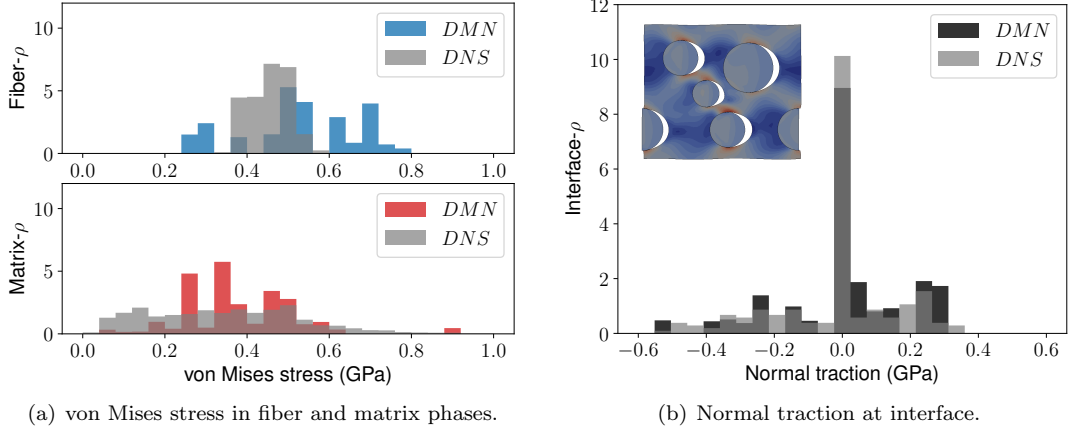 10
5
0
Fiber-ρ
DMN
DNS
0.0 0.2 0.4 0.6 0.8 1.0
10
5
0
Matrix-ρ
DMN
DNS
0.0 0.2 0.4 0.6 0.8 1.0
von Mises stress (GPa)
(a) von Mises stress in fiber and matrix phases.
12
10
8
6
4
2
0
Interface-ρ
DMN
DNS
−0.6 −0.4 −0.2 0.0 0.2 0.4 0.6
Normal traction (GPa)
(b) Normal traction at interface.